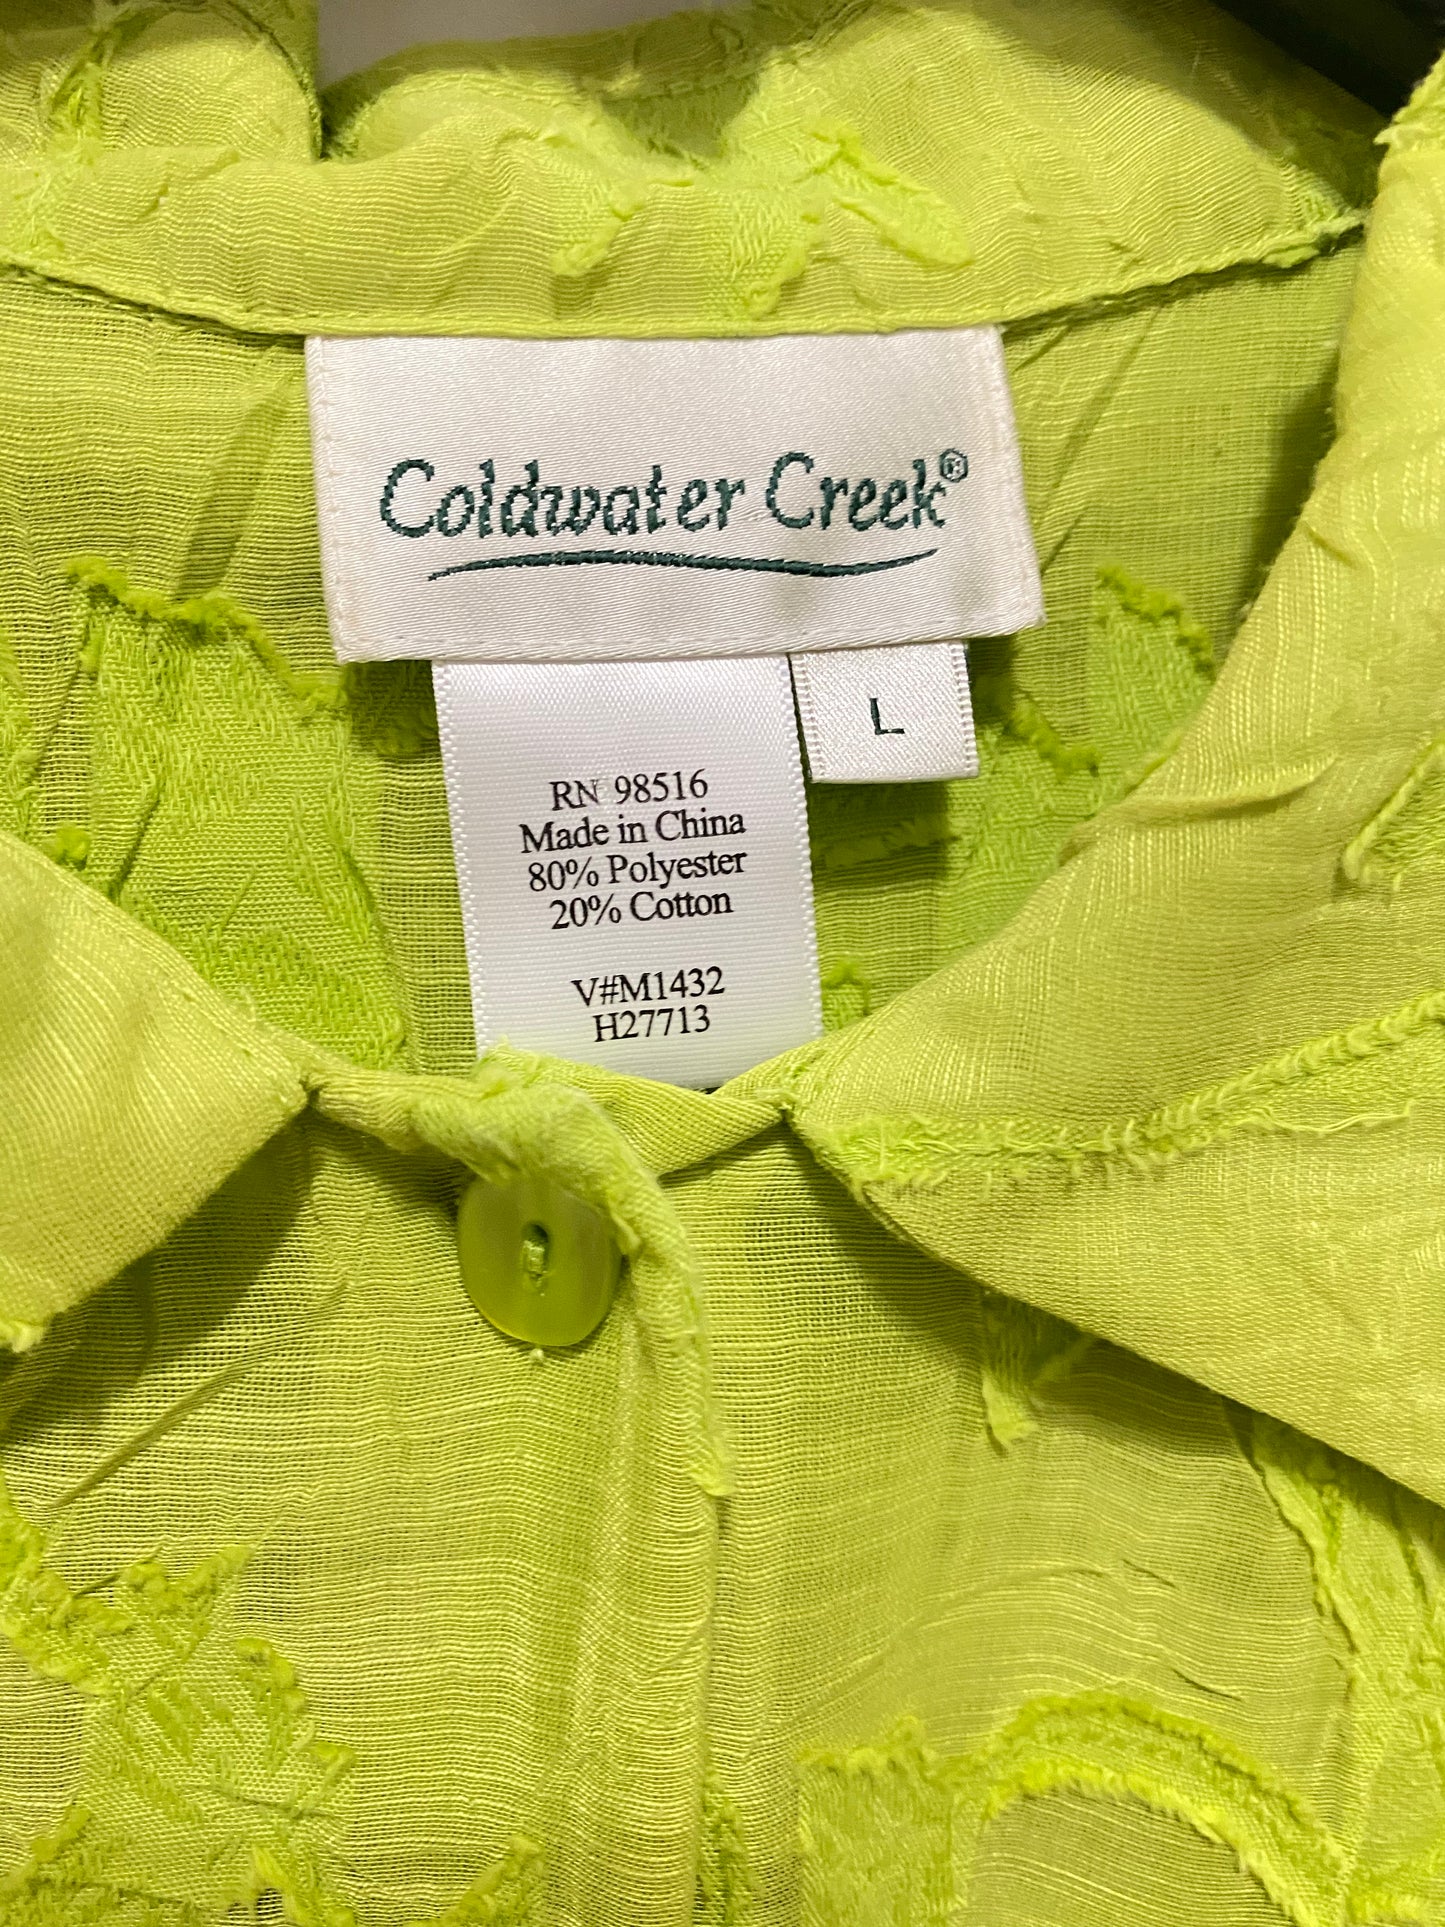 Coldwater Creek®
L
RN 98516
Made in China
80% Polyester
20% Cotton
V#M1432
H27713